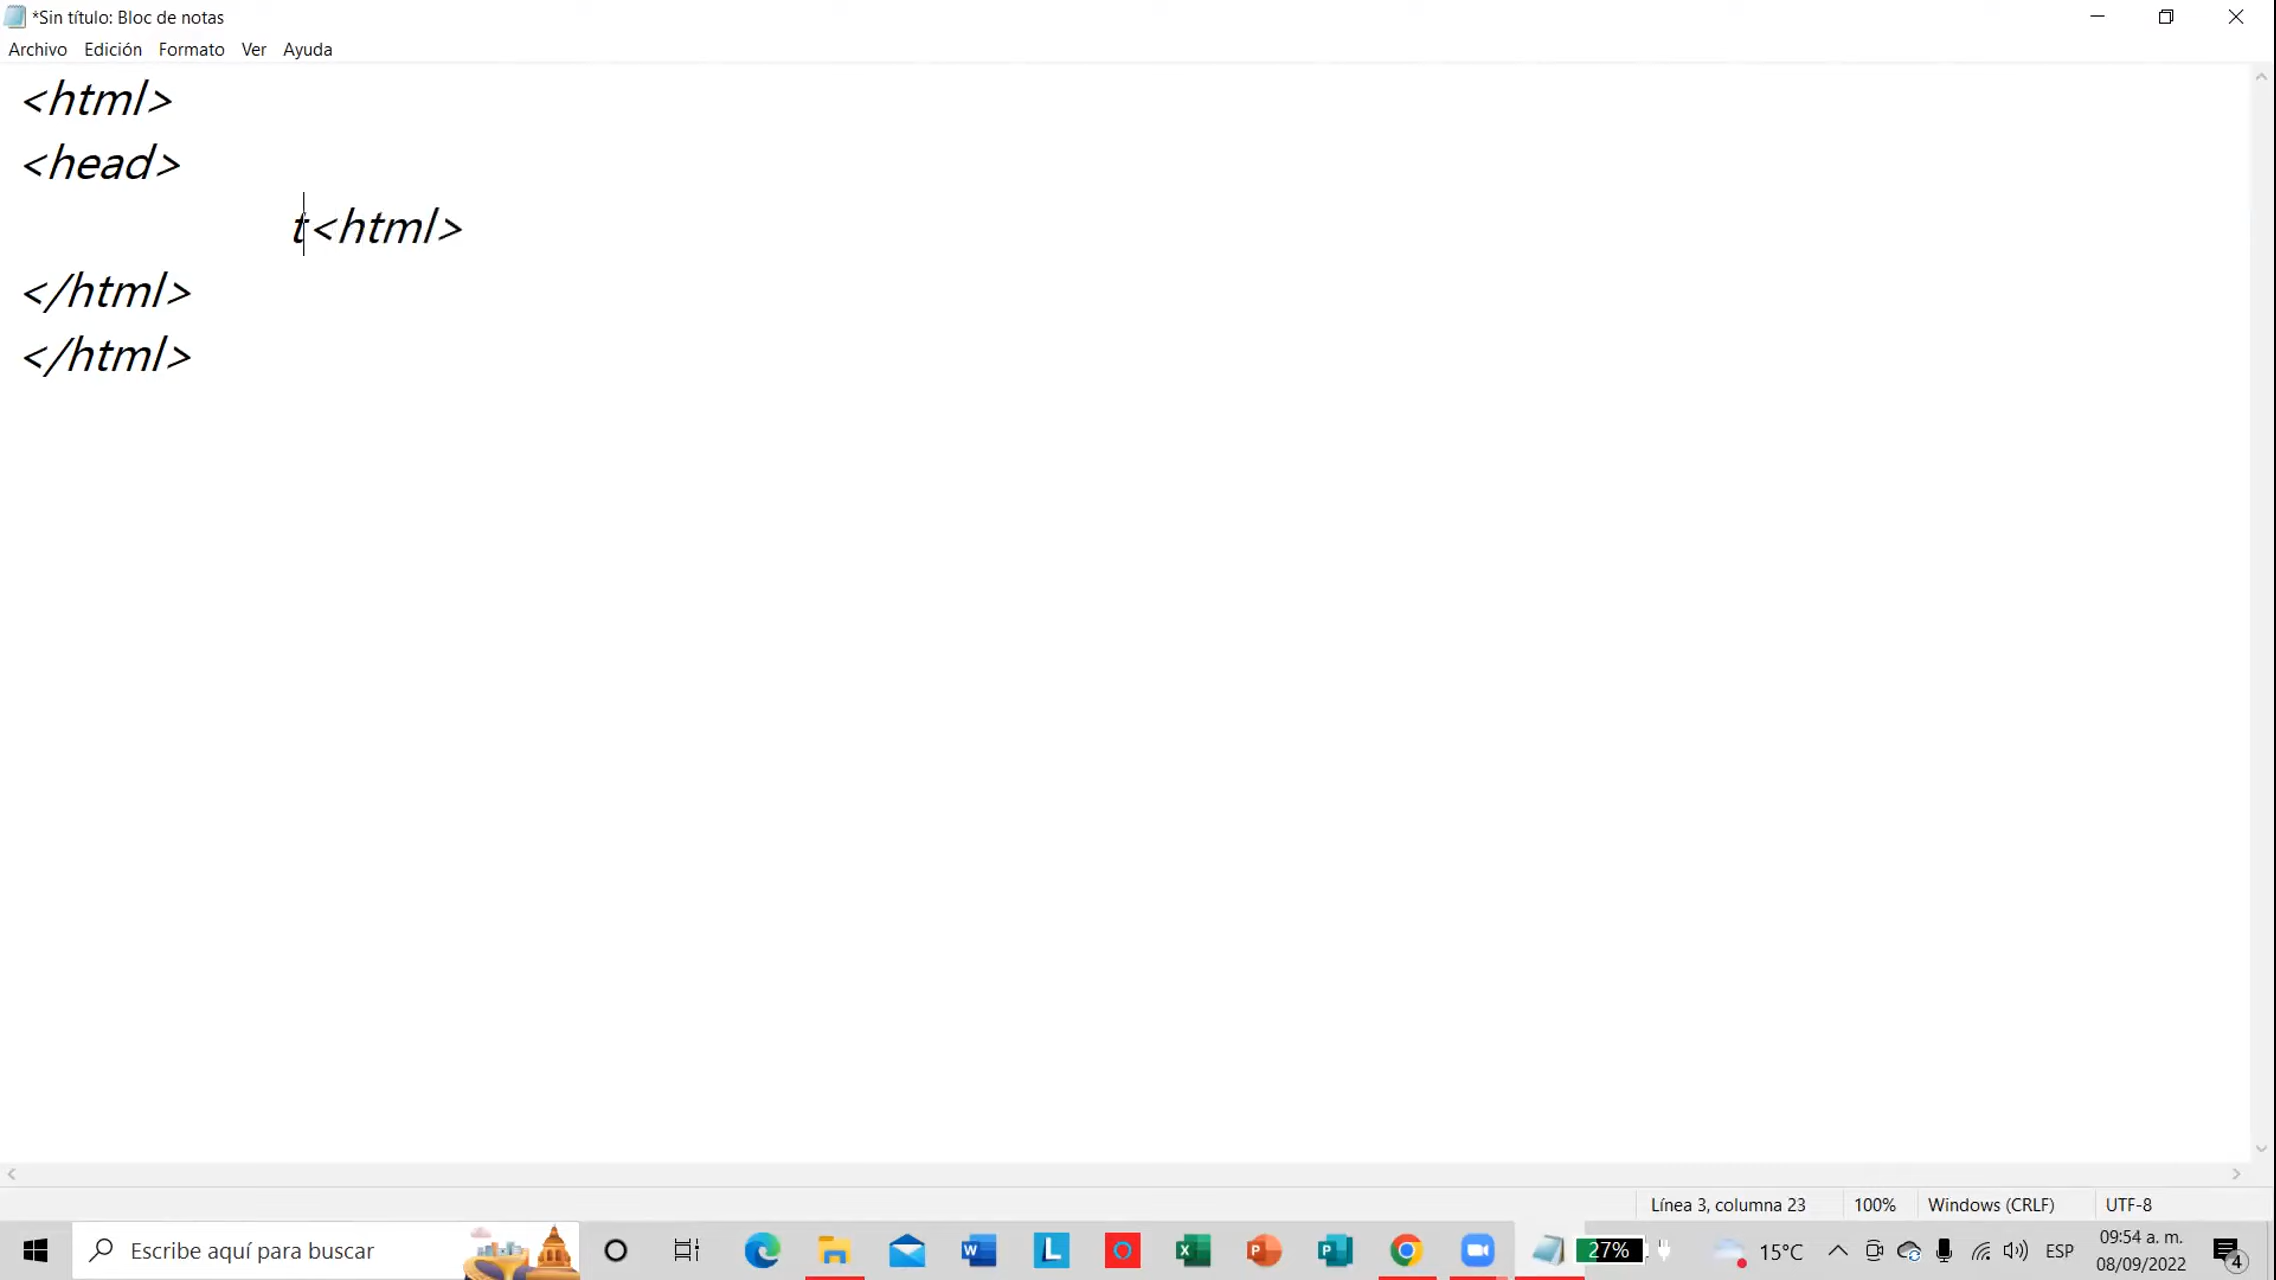 *Sin título: Bloc de notas
Archivo Edición Formato Ver Ayuda
<html>
<head>
t<html>
</html>
</html>
Línea 3, columna 23 100% Windows (CRLF) UTF-8
Escribe aquí para buscar
W L O X P P 27% 15°C ESP 09:54 a. m.
08/09/2022 4